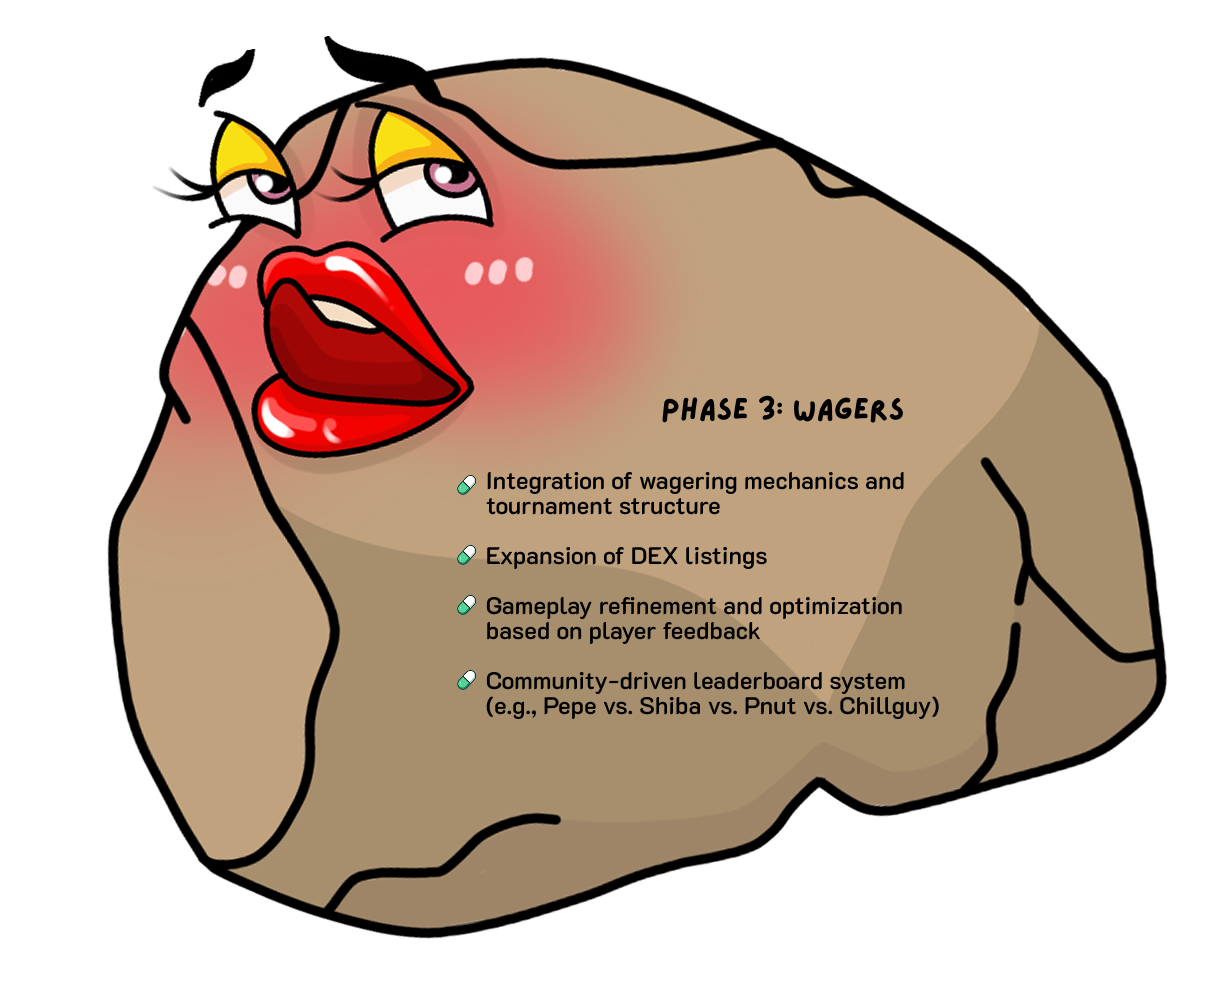 PHASE 3: WAGERS
Integration of wagering mechanics and
tournament structure
Expansion of DEX listings
Gameplay refinement and optimization
based on player feedback
Community-driven leaderboard system
(e.g., Pepe vs. Shiba vs. Pnut vs. Chillguy)